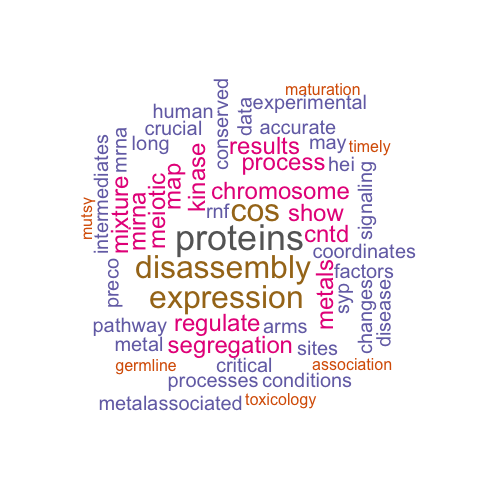 maturation
human data experimental
conserved
crucial accurate
long results may timely
mrna
intermediates
process hei
kinase
map
meiotic
mirna
mixture
mutsγ
chromosome
signaling
rnf cos show
proteins cntd
coordinates
disassembly factors
preco
expression metals syp
changes
diseases
pathway regulate arms
metal segregation sites
germline critical association
processes conditions
metalassociated toxicology